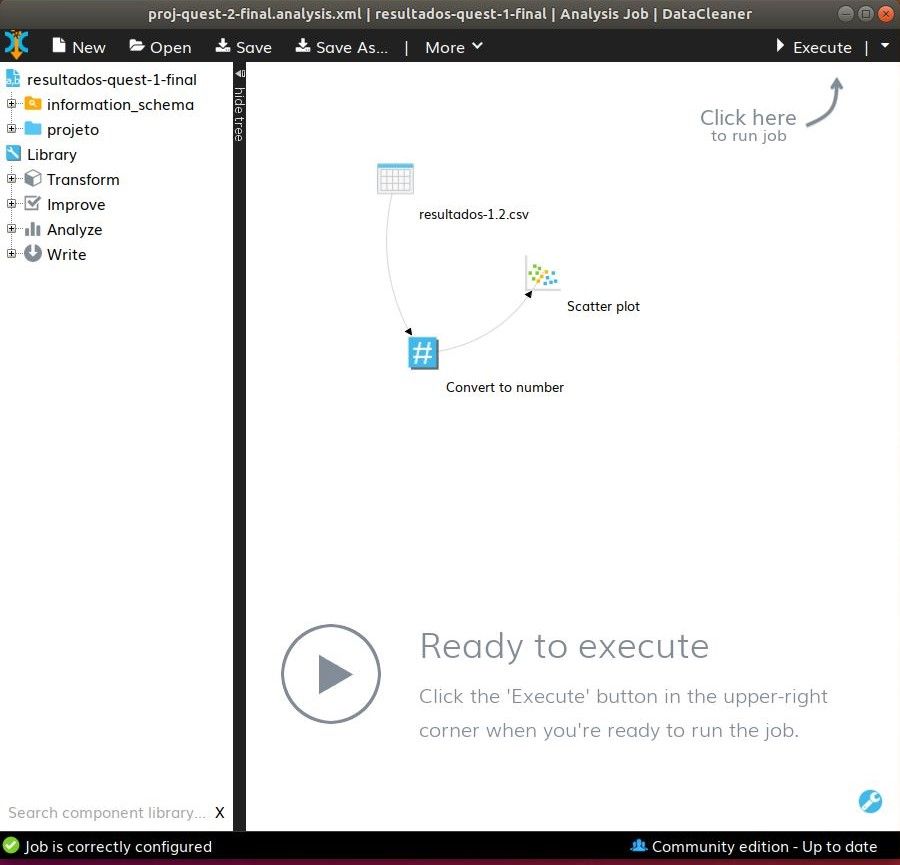 proj-quest-2-final.analysis.xml | resultados-quest-1-final | Analysis Job | DataCleaner
New Open Save Save As... | More Execute |
resultados-quest-1-final
information_schema
projeto
Library
Transform
Improve
Analyze
Write
hide tree
Click here
to run job
resultados-1.2.csv
Scatter plot
#
Convert to number
Ready to execute
Click the 'Execute' button in the upper-right
corner when you're ready to run the job.
Search component library... X
Job is correctly configured
Community edition - Up to date